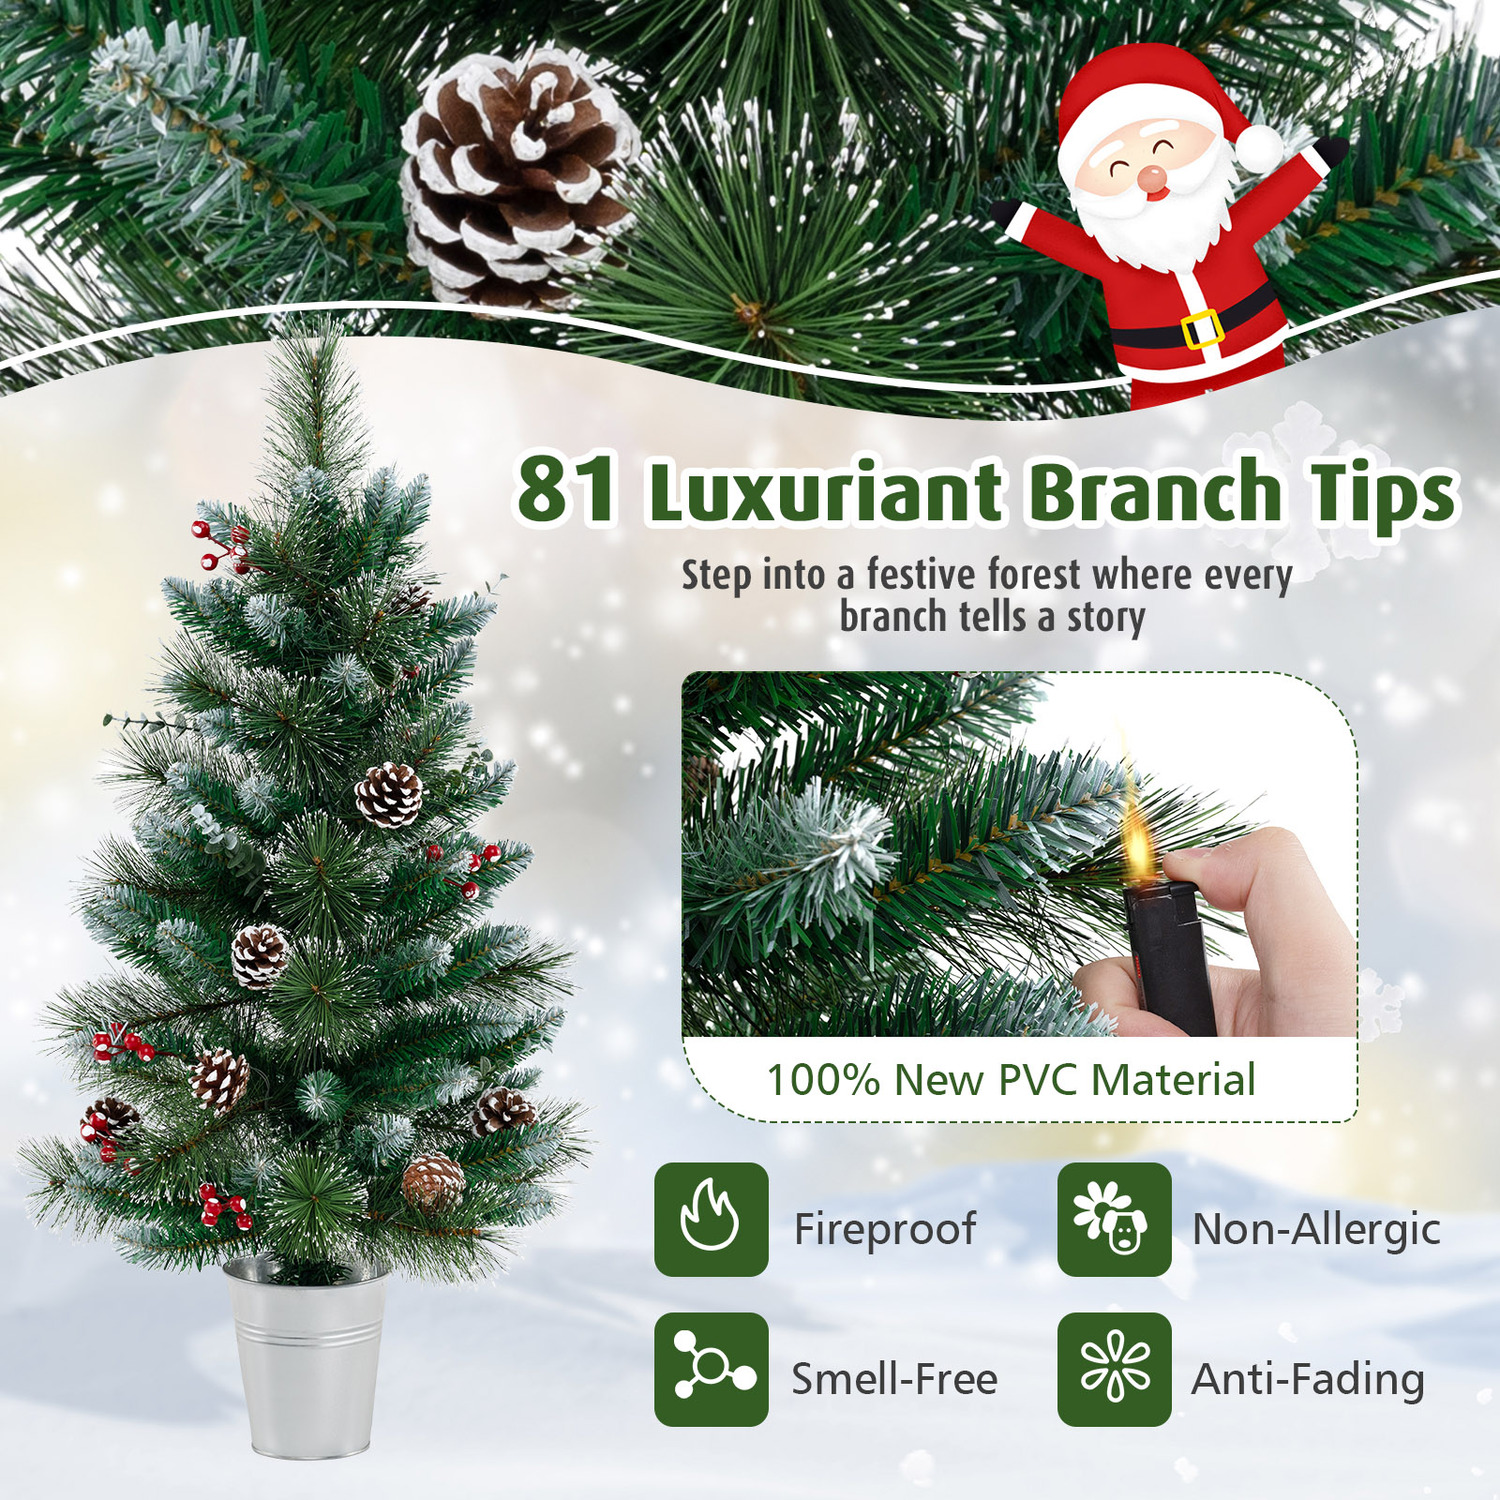 81 Luxuriant Branch Tips
Step into a festive forest where every
branch tells a story
100% New PVC Material
Fireproof
Non-Allergic
Smell-Free
Anti-Fading